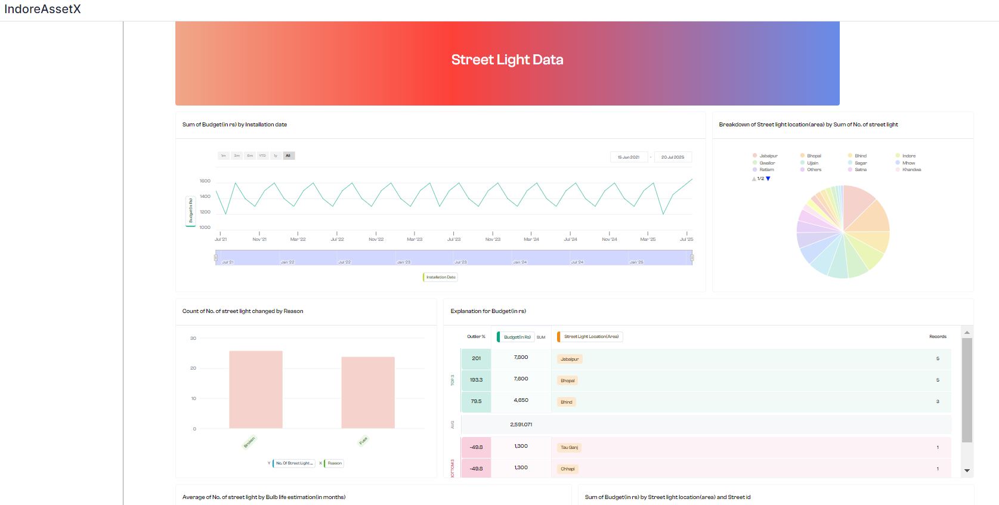 IndoreAssetX
Street Light Data
Sum of Budget(in rs) by Installation date
1m 3m 6m YTD 1y All
15 Jun 2021 - 20 Jul 2025
Budget(In Rs)
1600
1400
1200
1000
Jul '21 Nov '21 Mar '22 Jul '22 Nov '22 Mar '23 Jul '23 Nov '23 Mar '24 Jul '24 Nov '24 Mar '25 Jul '25
Jul '21 Jan '22 Jul '22 Jan '23 Jul '23 Jan '24 Jul '24 Jan '25
Installation Date
Breakdown of Street light location(area) by Sum of No. of street light
Jabalpur Bhopal Bhind Indore
Gwalior Ujjain Sagar Mhow
Ratlam Others Satna Khandwa
1/2
Count of No. of street light changed by Reason
30
20
10
0
Broken Fuse
Y No. Of Street Light ... X Reason
Explanation for Budget(in rs)
Outlier % Budget(In Rs) SUM Street Light Location(Area) Records
TOP 3
201 7,800 Jabalpur 5
193.3 7,600 Bhopal 5
79.5 4,650 Bhind 3
AVG 2,591.071
BOTTOM 3
-49.8 1,300 Tau Ganj 1
-49.8 1,300 Chhapi 1
Average of No. of street light by Bulb life estimation(in months)
Sum of Budget(in rs) by Street light location(area) and Street id